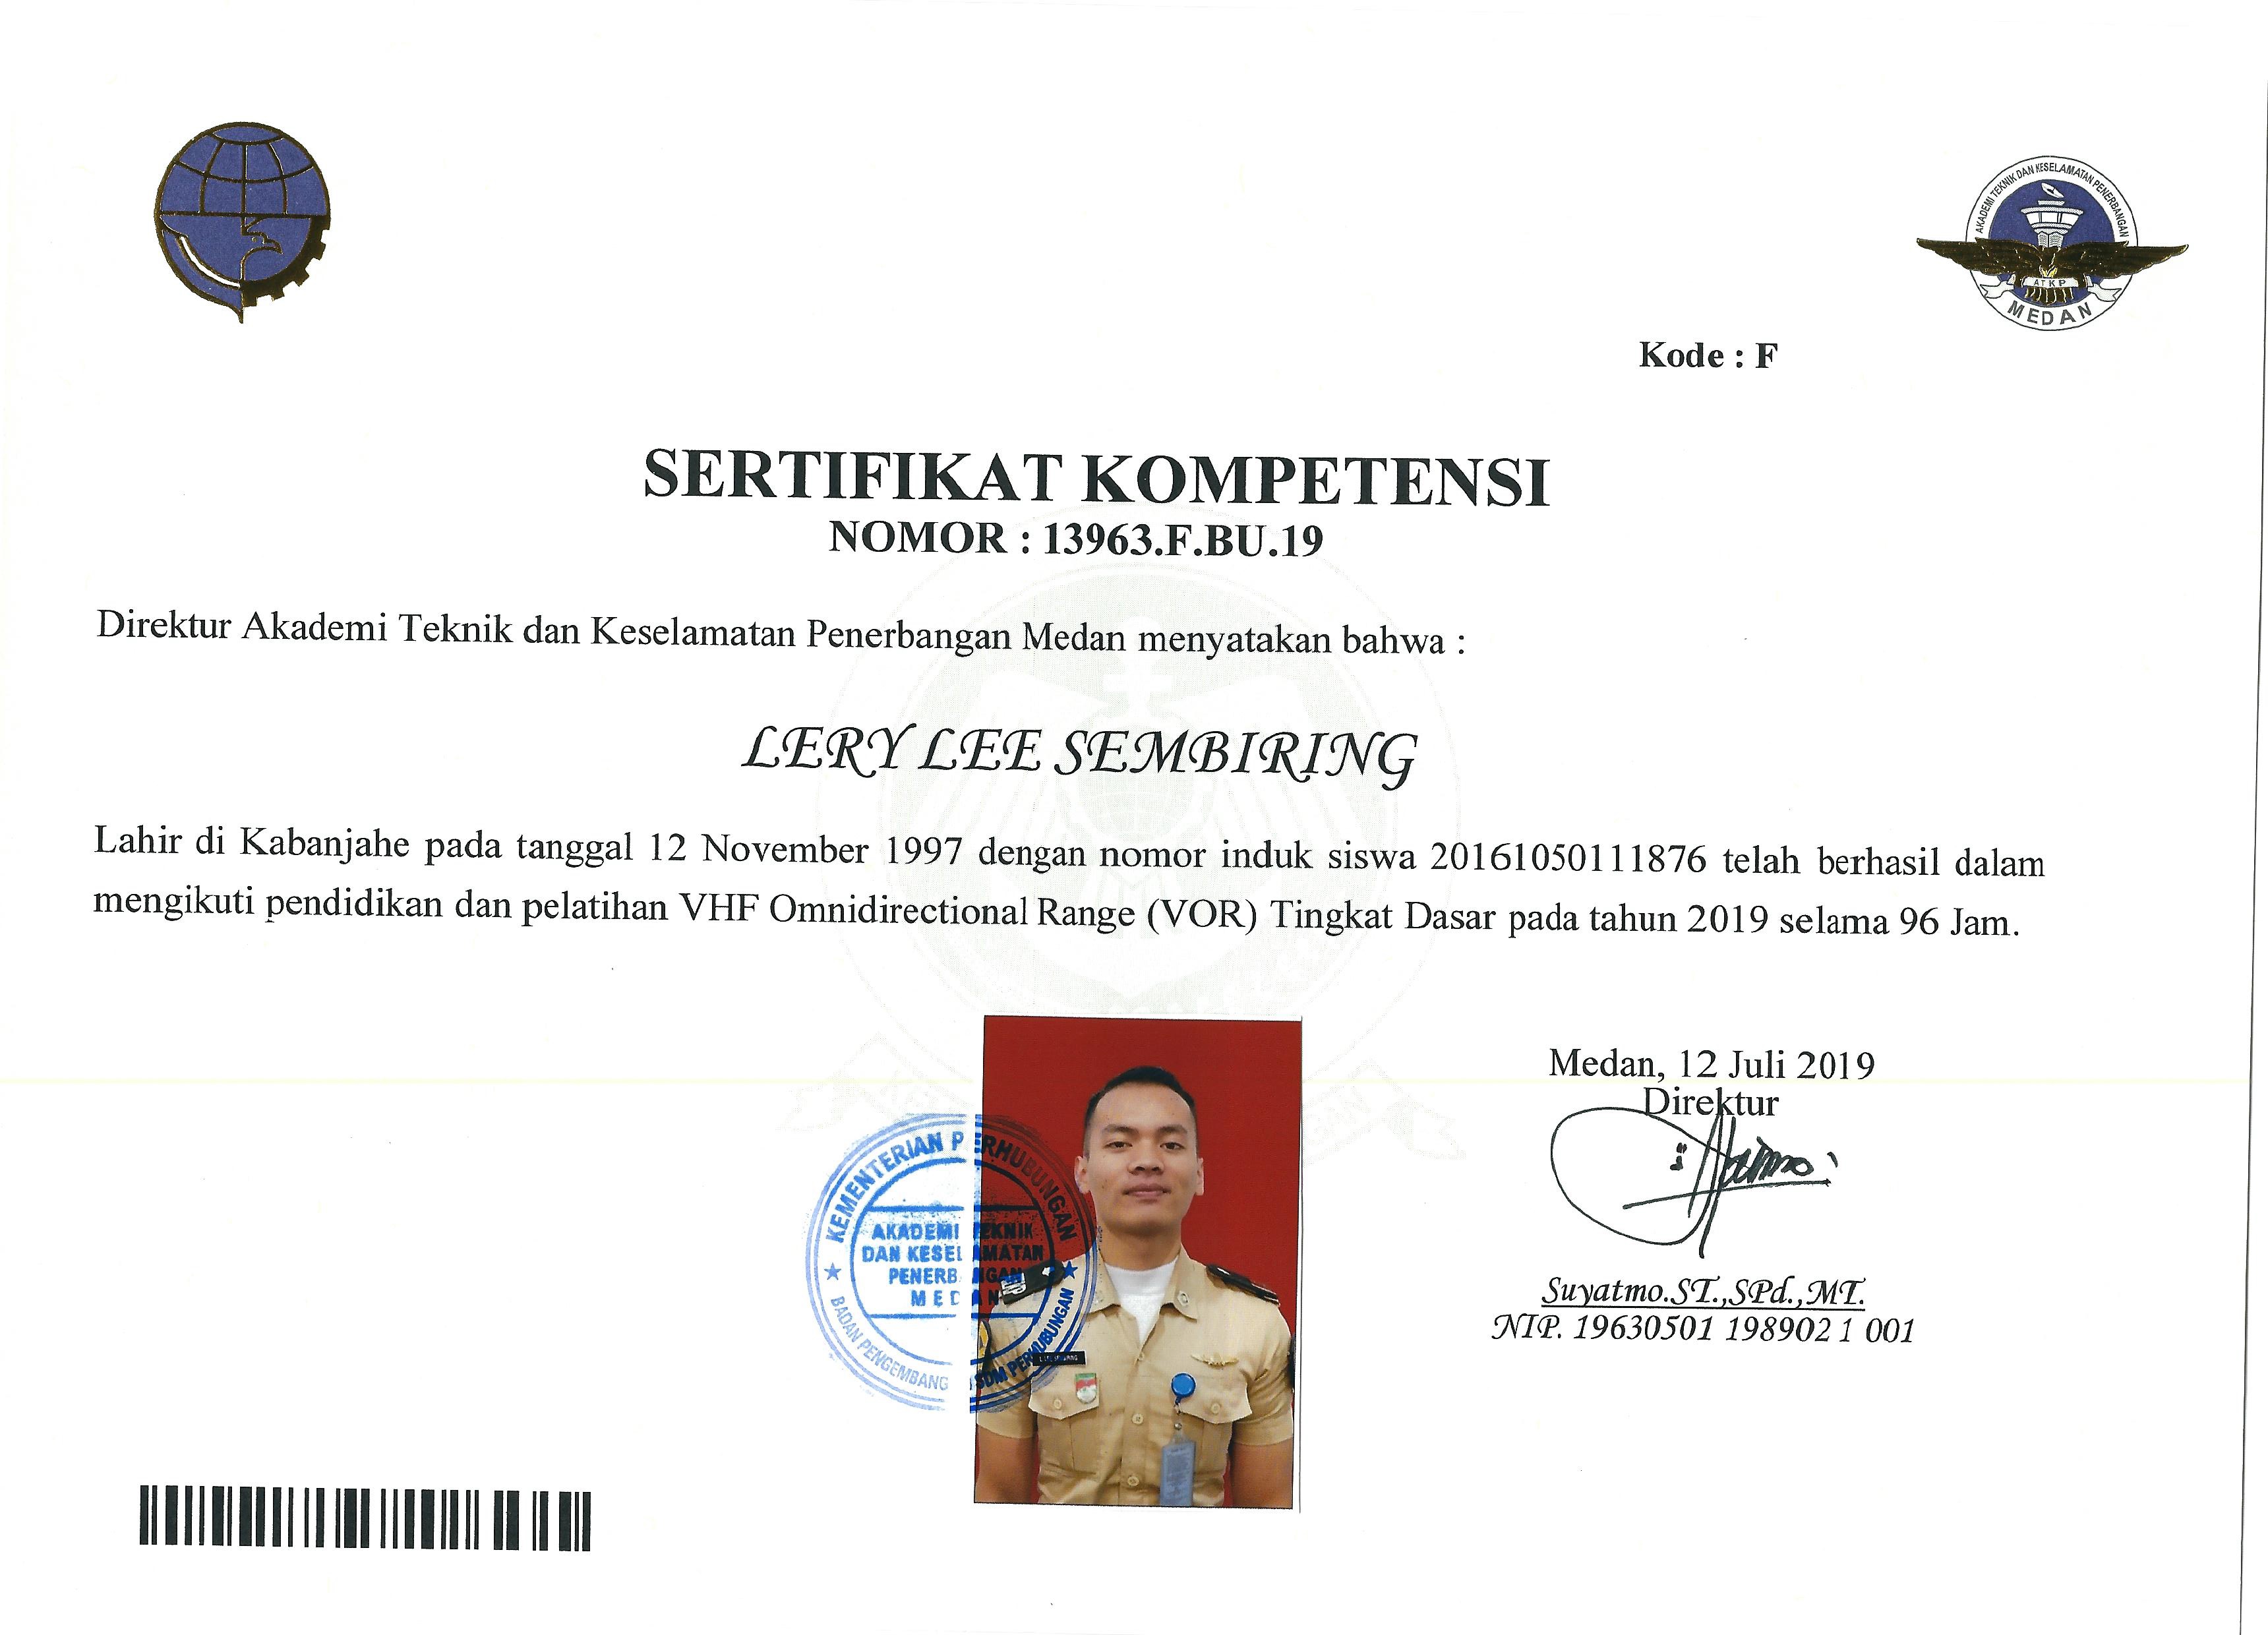 AKADEMI TEKNIK DAN KESELAMATAN PENERBANGAN
ATKP
MEDAN
Kode : F
SERTIFIKAT KOMPETENSI
NOMOR : 13963.F.BU.19
Direktur Akademi Teknik dan Keselamatan Penerbangan Medan menyatakan bahwa :
LERY LEE SEMBIRING
Lahir di Kabanjahe pada tanggal 12 November 1997 dengan nomor induk siswa 20161050111876 telah berhasil dalam
mengikuti pendidikan dan pelatihan VHF Omnidirectional Range (VOR) Tingkat Dasar pada tahun 2019 selama 96 Jam.
Medan, 12 Juli 2019
Direktur
KEMENTERIAN PERHUBUNGAN
AKADEMI TEKNIK
DAN KESELAMATAN
PENERBANGAN
MEDAN
BADAN PENGEMBANG SDM PERHUBUNGAN
Suyatmo.ST.,SPd.,MT.
NIP. 19630501 198902 1 001